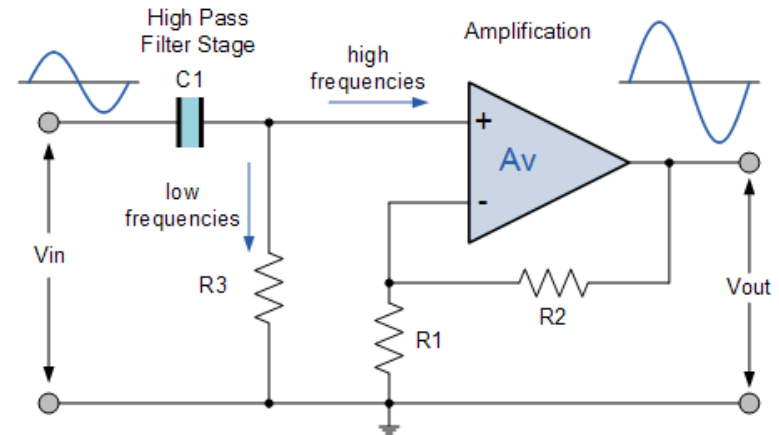 High Pass
Filter Stage
C1
high
frequencies
Amplification
+
Av
-
low
frequencies
Vin
R3
R1
R2
Vout